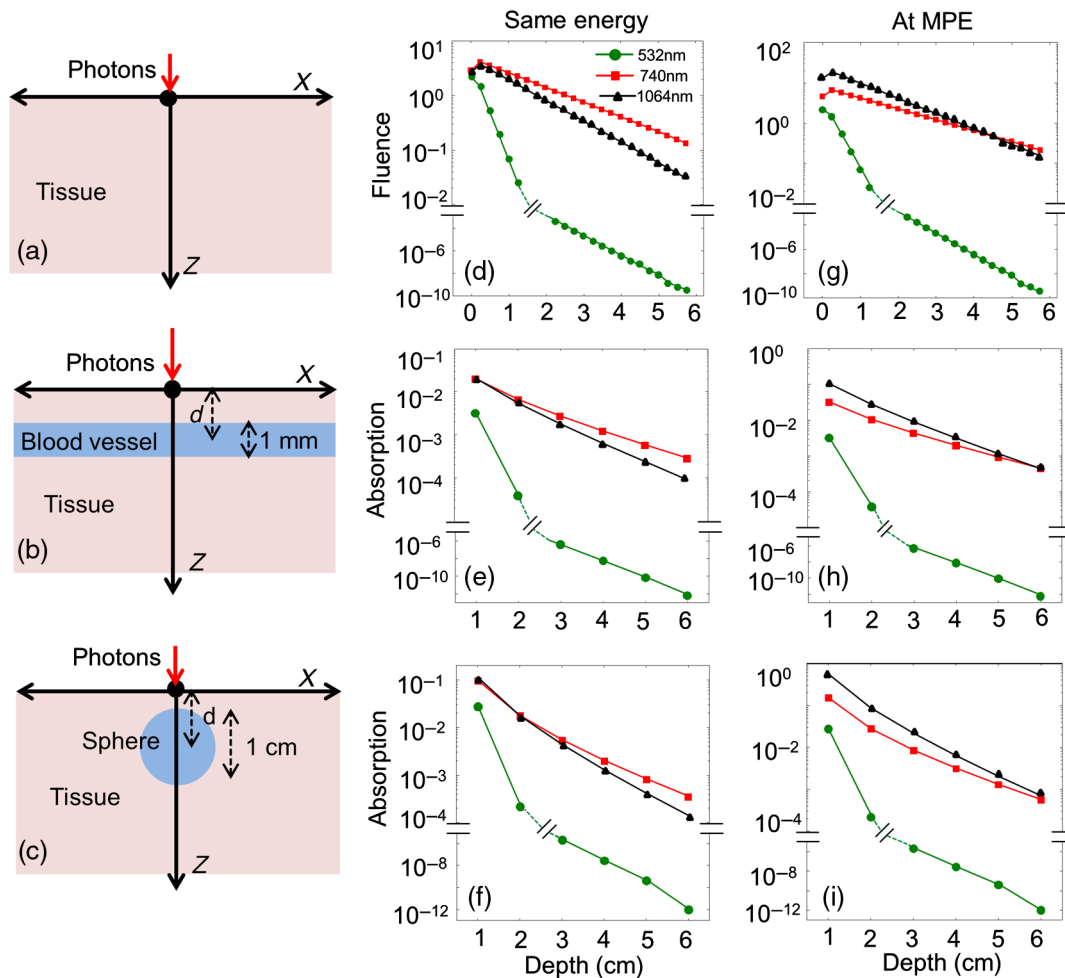 Same energy
At MPE
Photons
X
Tissue
(a)
Z
Fluence
10^1
10^0
10^−1
10^−2
10^−6
10^−10
532nm
740nm
1064nm
(d)
0 1 2 3 4 5 6
10^2
10^0
10^−2
10^−6
10^−10
(g)
0 1 2 3 4 5 6
Photons
X
d
Blood vessel
1 mm
Tissue
(b)
Z
Absorption
10^−1
10^−2
10^−3
10^−4
10^−6
10^−10
(e)
1 2 3 4 5 6
10^0
10^−2
10^−4
10^−6
10^−10
(h)
1 2 3 4 5 6
Photons
X
d
Sphere
1 cm
Tissue
(c)
Z
Absorption
10^−1
10^−2
10^−3
10^−4
10^−8
10^−12
(f)
1 2 3 4 5 6
Depth (cm)
10^0
10^−2
10^−4
10^−8
10^−12
(i)
1 2 3 4 5 6
Depth (cm)